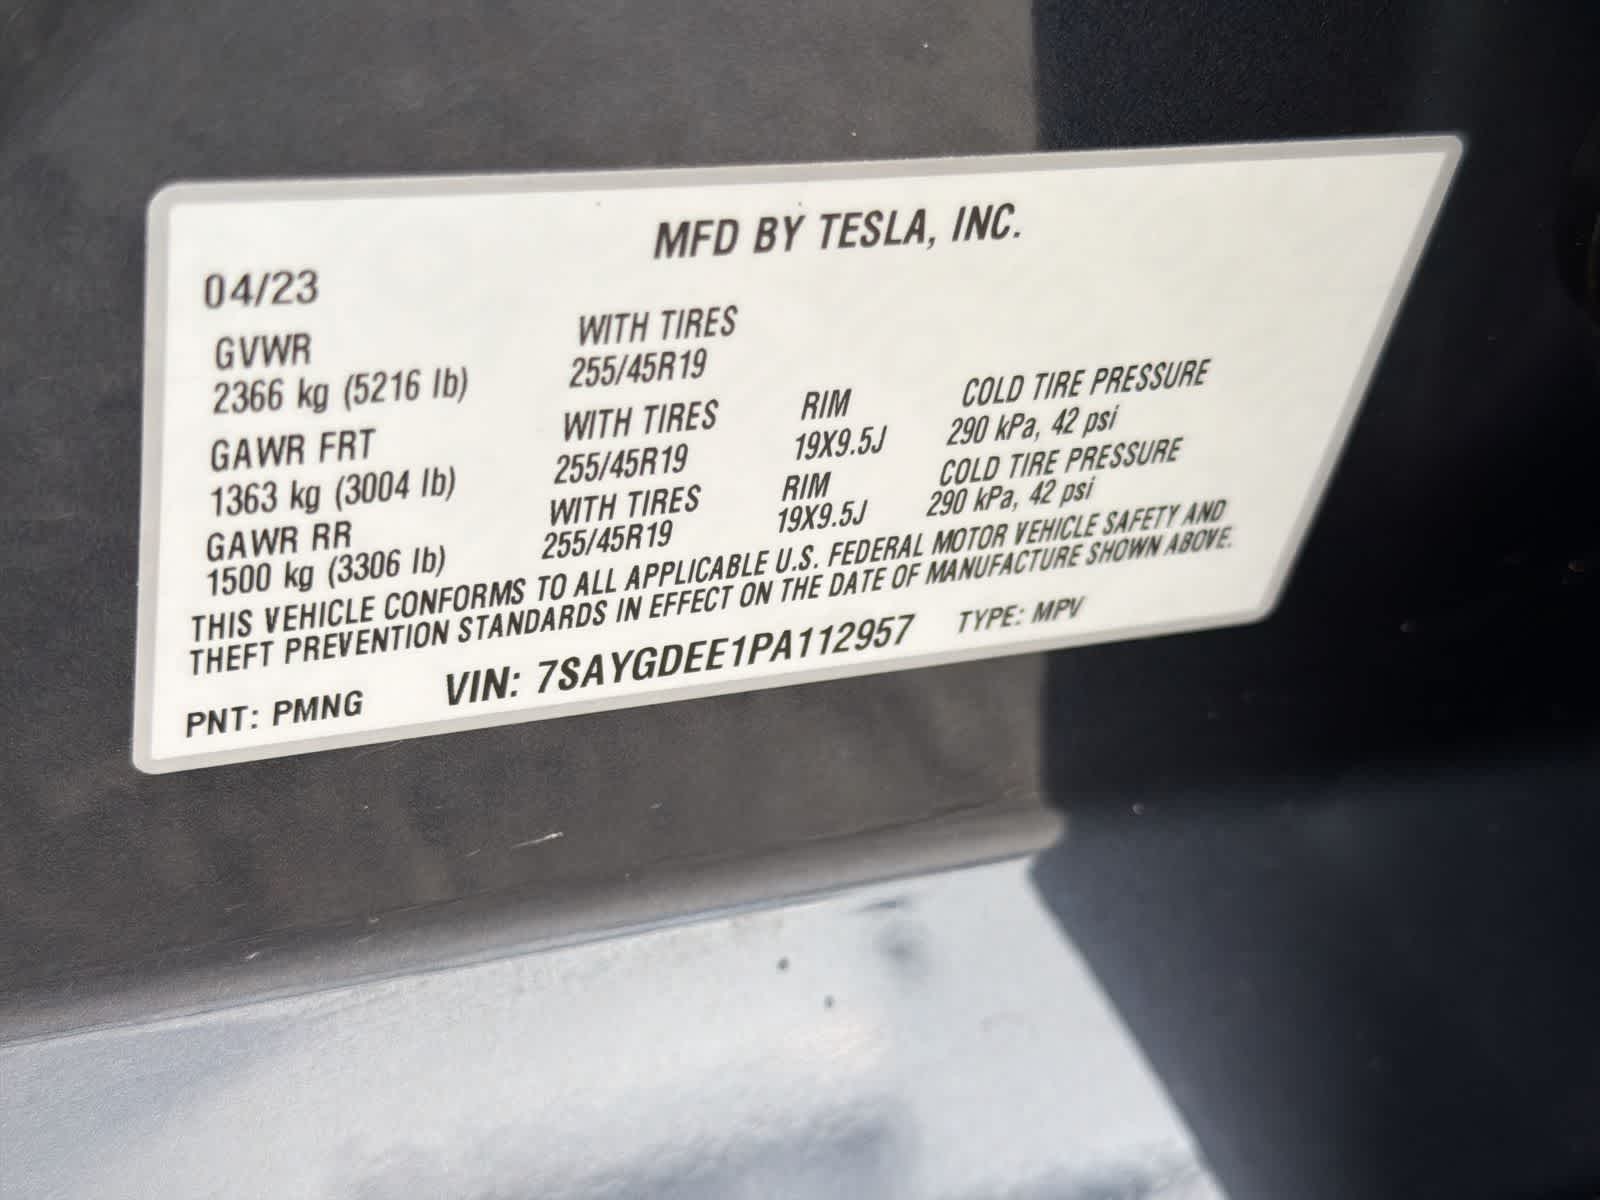 MFD BY TESLA, INC.
04/23
GVWR WITH TIRES
2366 kg (5216 lb) 255/45R19
GAWR FRT WITH TIRES RIM COLD TIRE PRESSURE
1363 kg (3004 lb) 255/45R19 19X9.5J 290 kPa, 42 psi
GAWR RR WITH TIRES RIM COLD TIRE PRESSURE
1500 kg (3306 lb) 255/45R19 19X9.5J 290 kPa, 42 psi
THIS VEHICLE CONFORMS TO ALL APPLICABLE U.S. FEDERAL MOTOR VEHICLE SAFETY AND
THEFT PREVENTION STANDARDS IN EFFECT ON THE DATE OF MANUFACTURE SHOWN ABOVE.
PNT: PMNG VIN: 7SAYGDEE1PA112957 TYPE: MPV